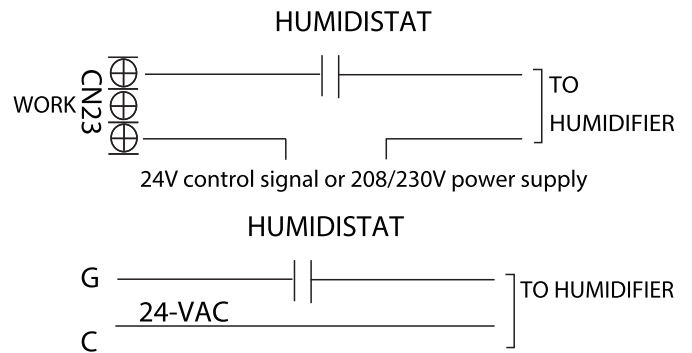 HUMIDISTAT
WORK
CN23
TO
HUMIDIFIER
24V control signal or 208/230V power supply
HUMIDISTAT
G
24-VAC
C
TO HUMIDIFIER